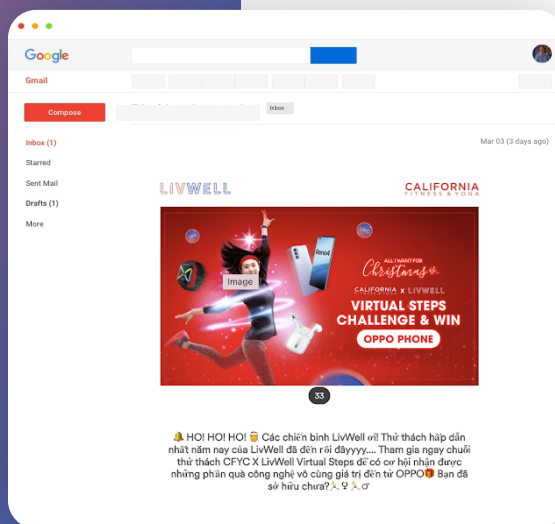 Google
Gmail
Compose
Inbox
Inbox (1)
Mar 03 (3 days ago)
Starred
Sent Mail
Drafts (1)
More
LIVWELL
CALIFORNIA
FITNESS & YOGA
Reno4
Image
ALL I WANT FOR
Christmas is
CALIFORNIA x LIVWELL
VIRTUAL STEPS
CHALLENGE & WIN
OPPO PHONE
33
🔔 HO! HO! HO! 🎅 Các chiến binh LivWell ơi! Thử thách hấp dẫn
nhất năm nay của LivWell đã đến rồi đâyyyy.... Tham gia ngay chuỗi
thử thách CFYC X LivWell Virtual Steps để có cơ hội nhận được
những phần quà công nghệ vô cùng giá trị đến từ OPPO🎁 Bạn đã
sở hữu chưa?🏃‍♀🏃‍♂